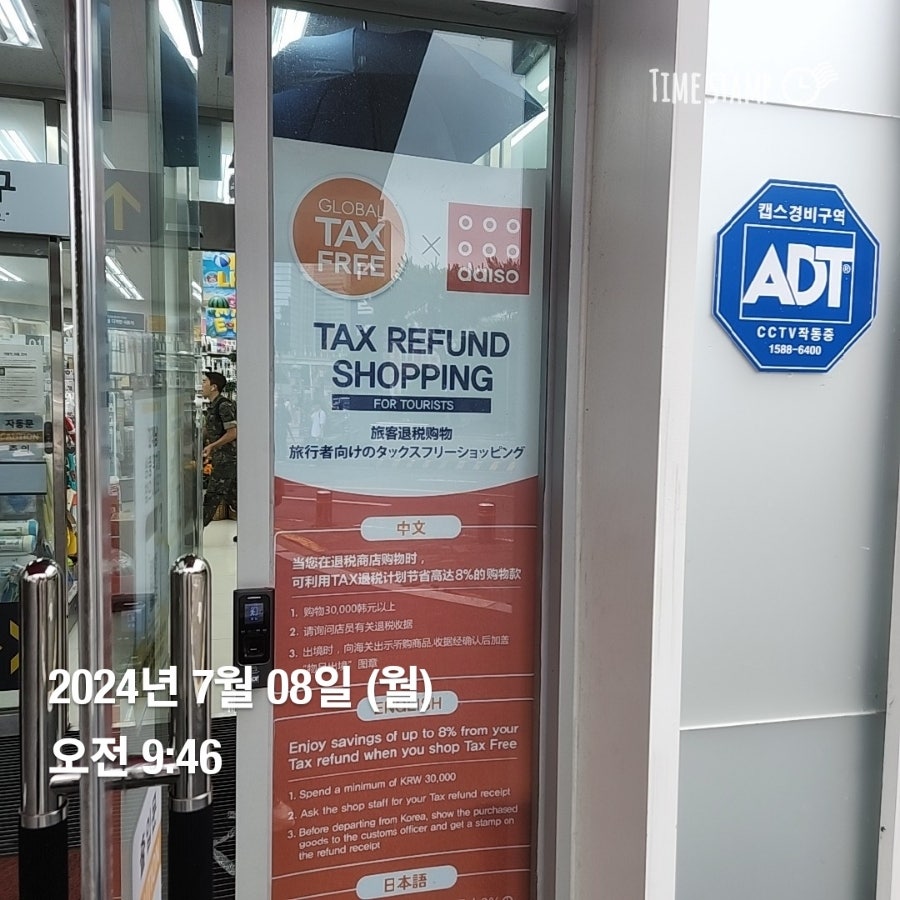 TIMESTAMP
구
GLOBAL
TAX
FREE
daiso
TAX REFUND
SHOPPING
FOR TOURISTS
旅客退税购物
旅行者向けのタックスフリーショッピング
캡스경비구역
ADT®
CCTV작동중
1588-6400
자동문
CAUTION
中文
当您在退税商店购物时，
可利用TAX退税计划节省高达8%的购物款
1. 购物30,000韩元以上
2. 请询问店员有关退税收据
3. 出境时，向海关出示所购商品,收据经确认后加盖
“物品出境”图章
2024년 7월 08일 (월)
오전 9:46
ENGLISH
Enjoy savings of up to 8% from your
Tax refund when you shop Tax Free
1. Spend a minimum of KRW 30,000
2. Ask the shop staff for your Tax refund receipt
3. Before departing from Korea, show the purchased
goods to the customs officer and get a stamp on
the refund receipt
日本語